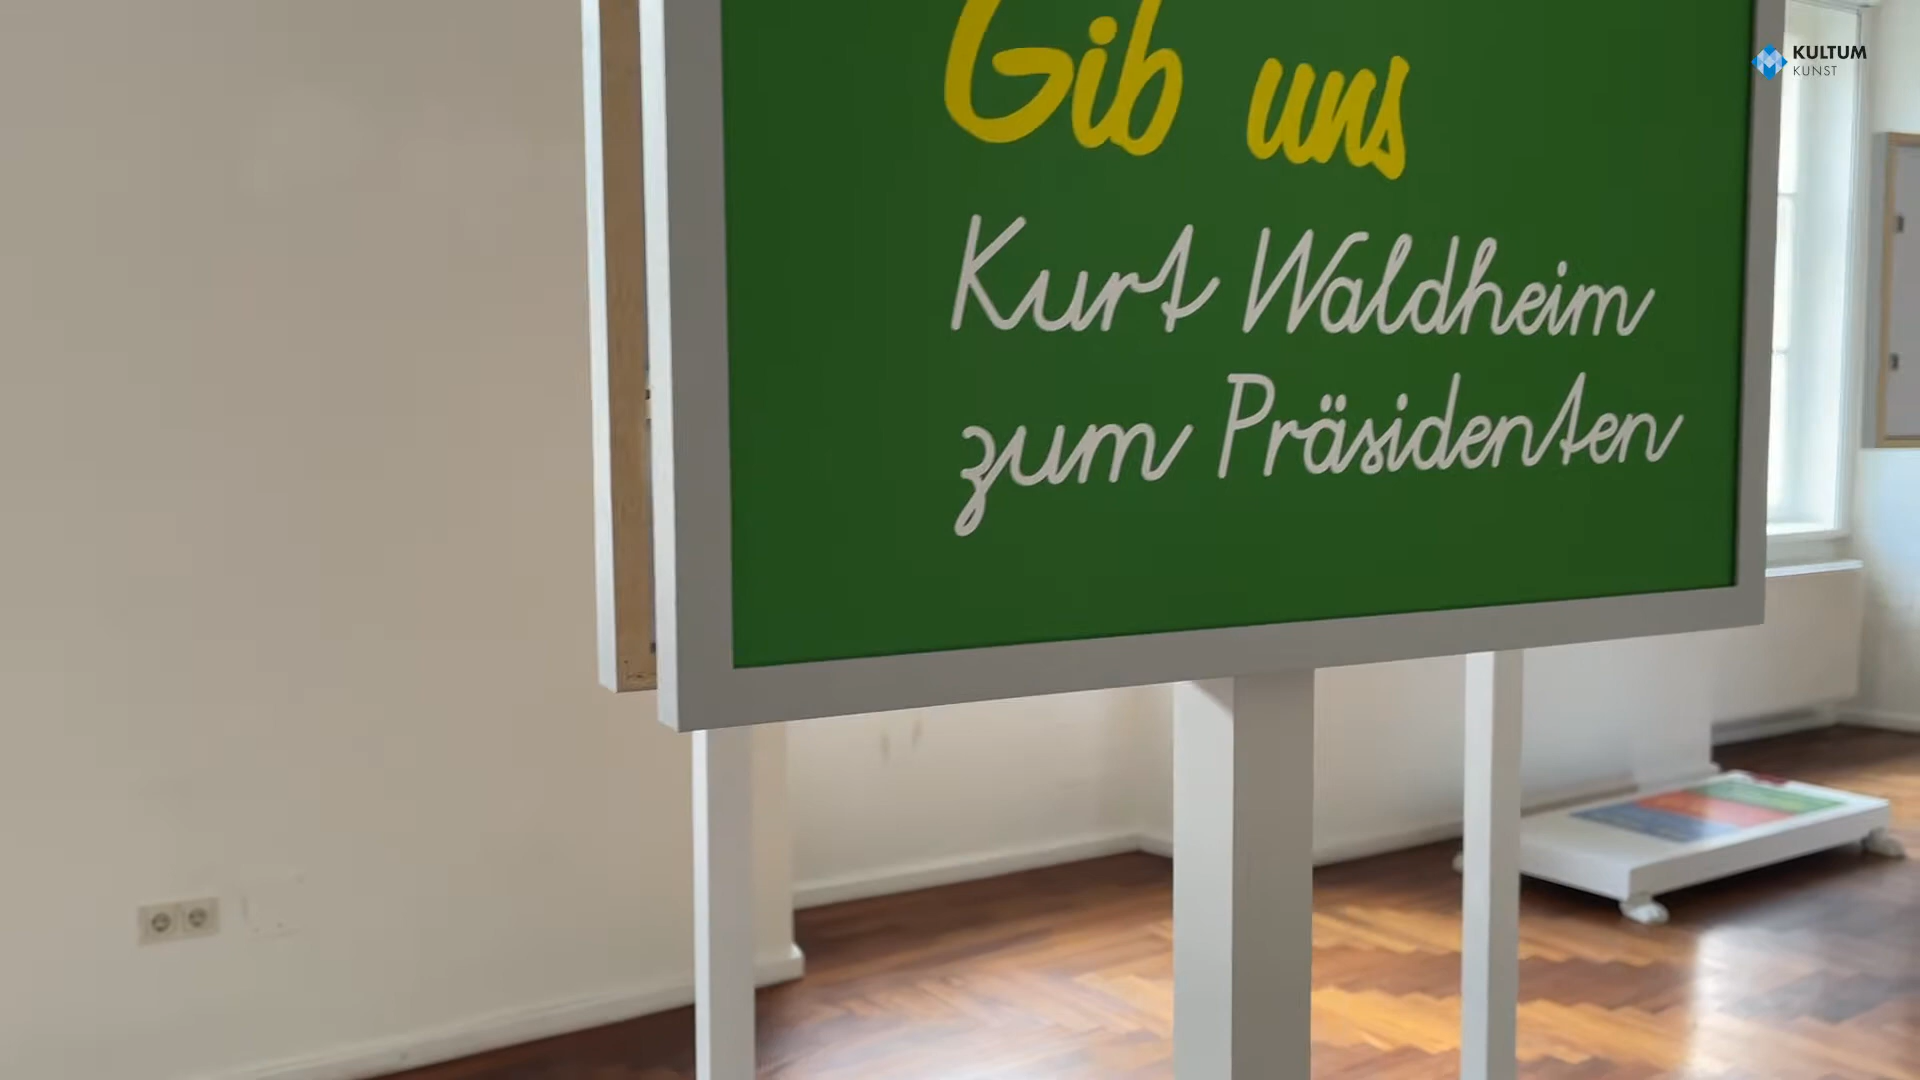 Gib uns
Kurt Waldheim
zum Präsidenten
KULTUM
KUNST